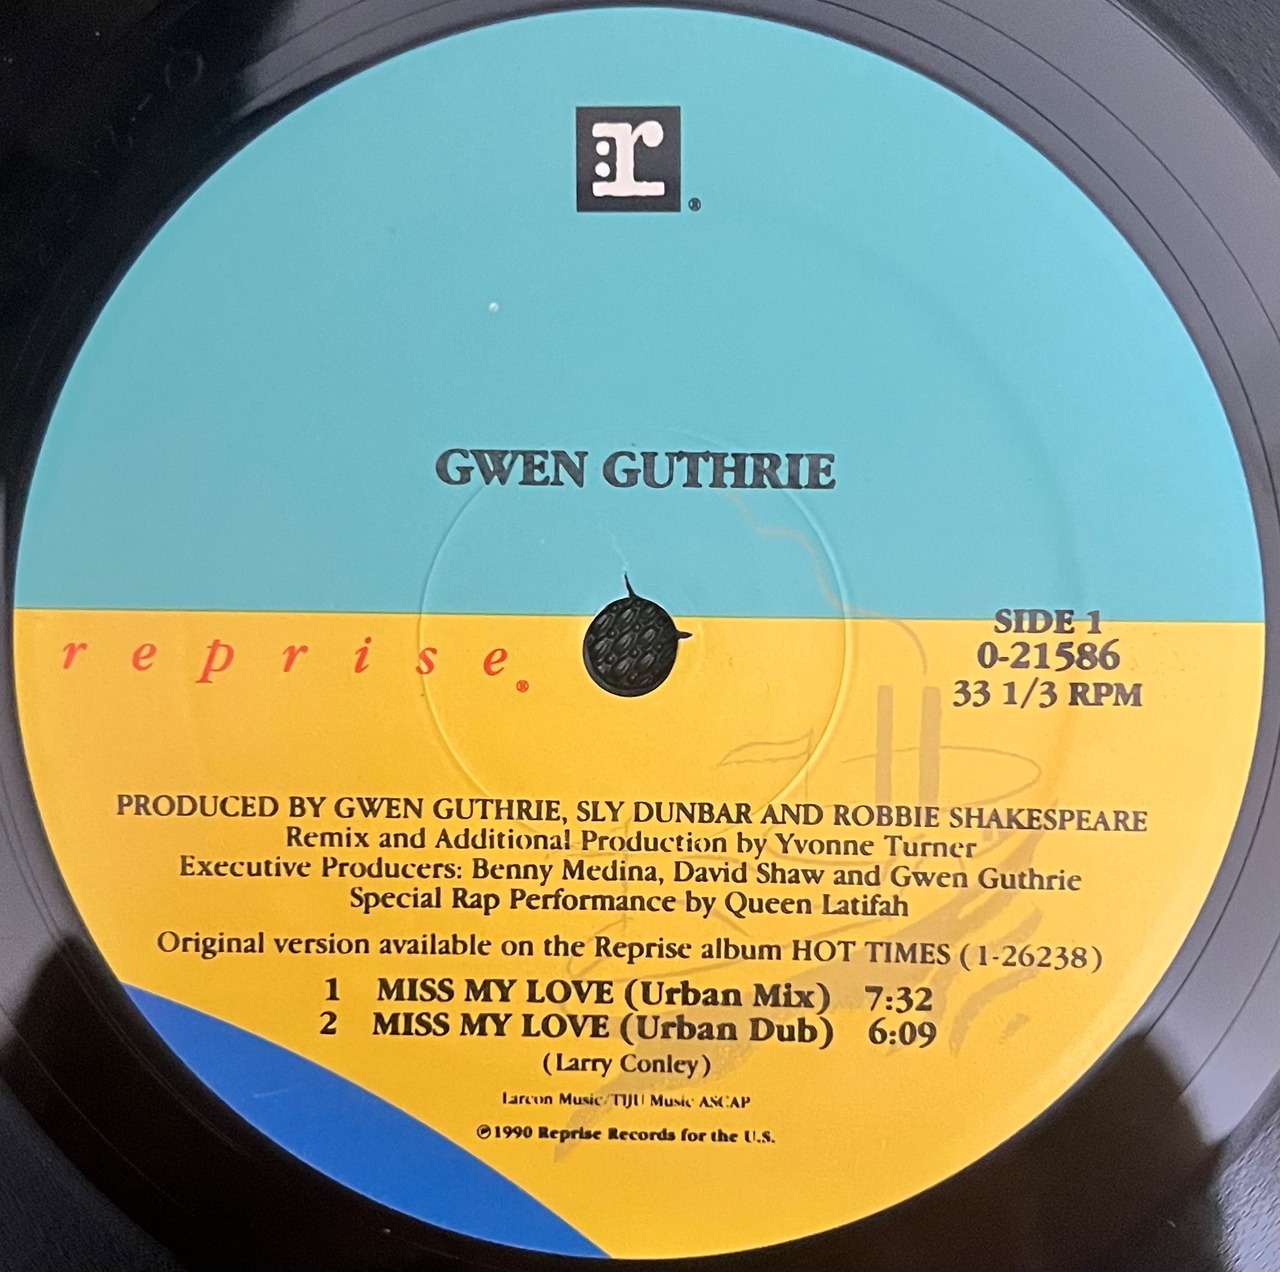 :r
®
GWEN GUTHRIE
reprise®
SIDE 1
0-21586
33 1/3 RPM
PRODUCED BY GWEN GUTHRIE, SLY DUNBAR AND ROBBIE SHAKESPEARE
Remix and Additional Production by Yvonne Turner
Executive Producers: Benny Medina, David Shaw and Gwen Guthrie
Special Rap Performance by Queen Latifah
Original version available on the Reprise album HOT TIMES (1-26238)
1 MISS MY LOVE (Urban Mix) 7:32
2 MISS MY LOVE (Urban Dub) 6:09
(Larry Conley)
Larcon Music/TIJU Music ASCAP
℗1990 Reprise Records for the U.S.